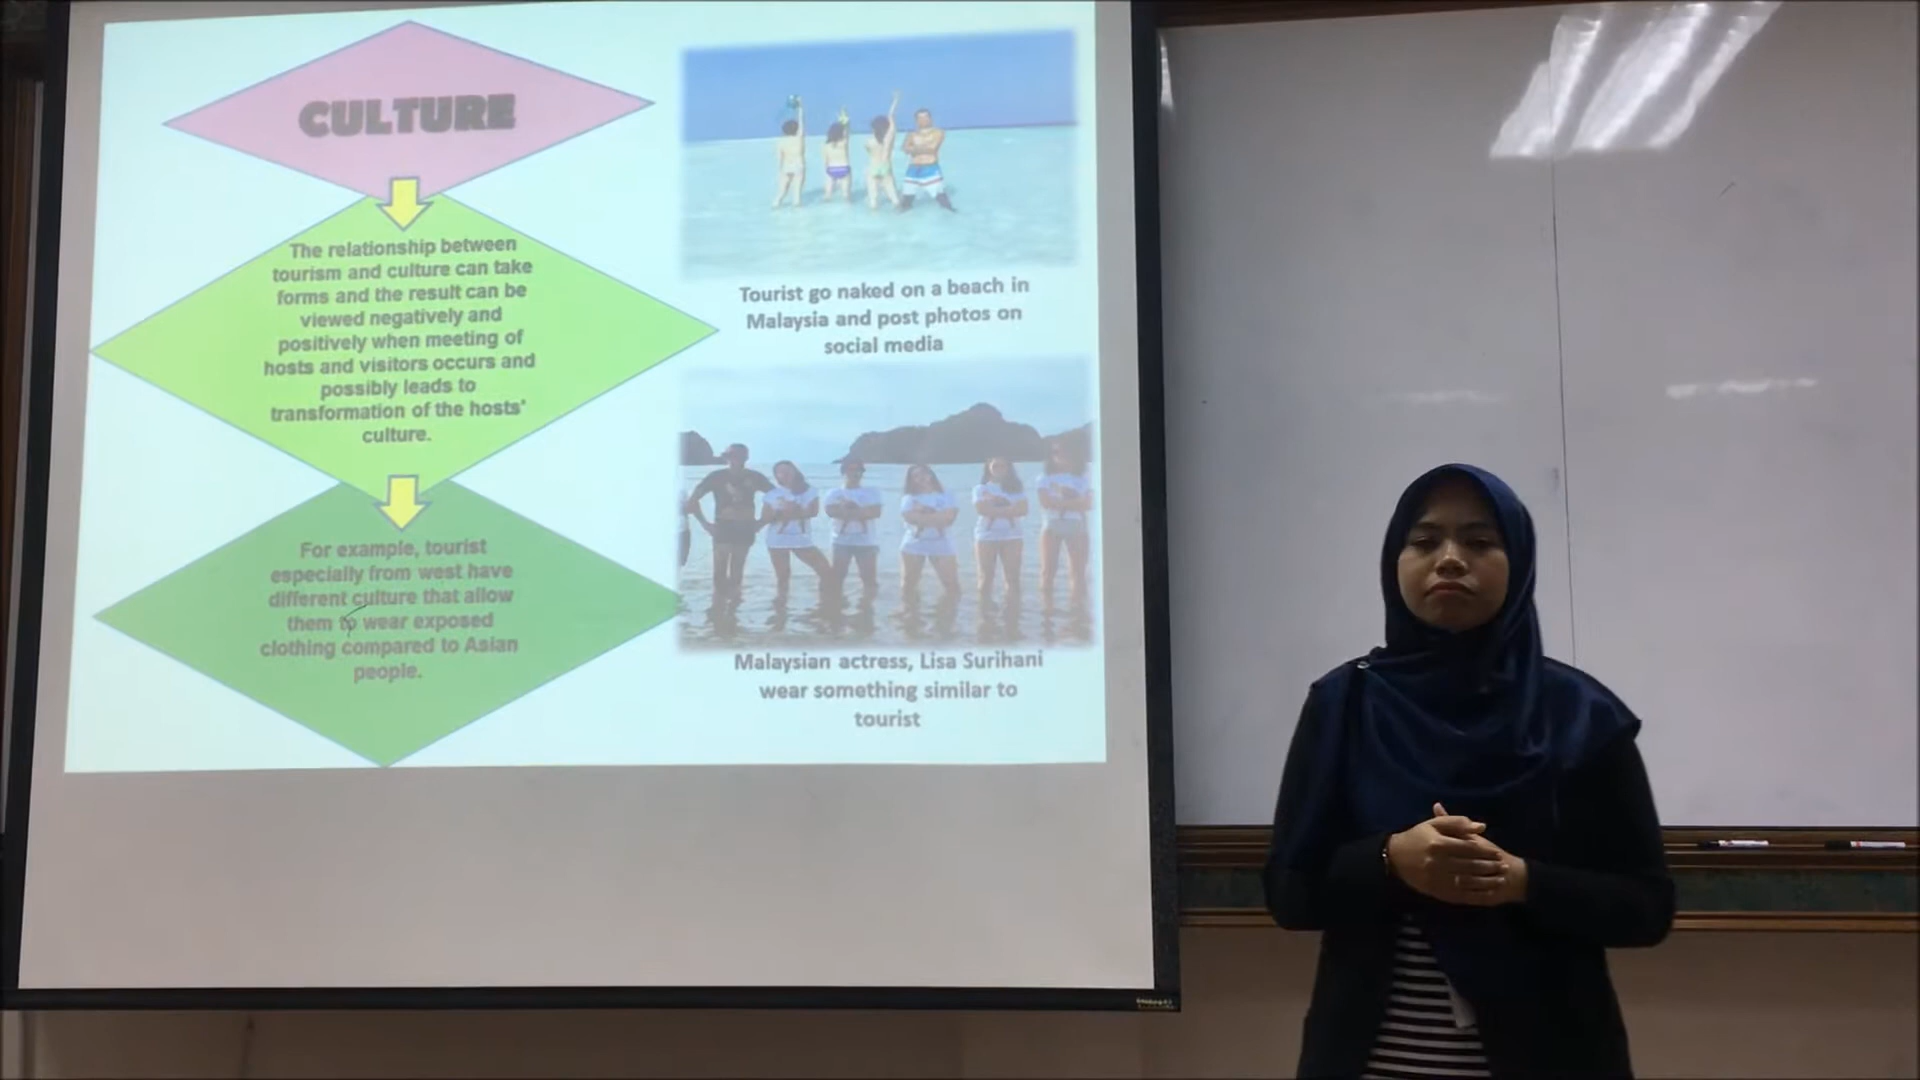 CULTURE
The relationship between
tourism and culture can take
forms and the result can be
viewed negatively and
positively when meeting of
hosts and visitors occurs and
possibly leads to
transformation of the hosts'
culture.
For example, tourist
especially from west have
different culture that allow
them to wear exposed
clothing compared to Asian
people.
Tourist go naked on a beach in
Malaysia and post photos on
social media
Malaysian actress, Lisa Surihani
wear something similar to
tourist